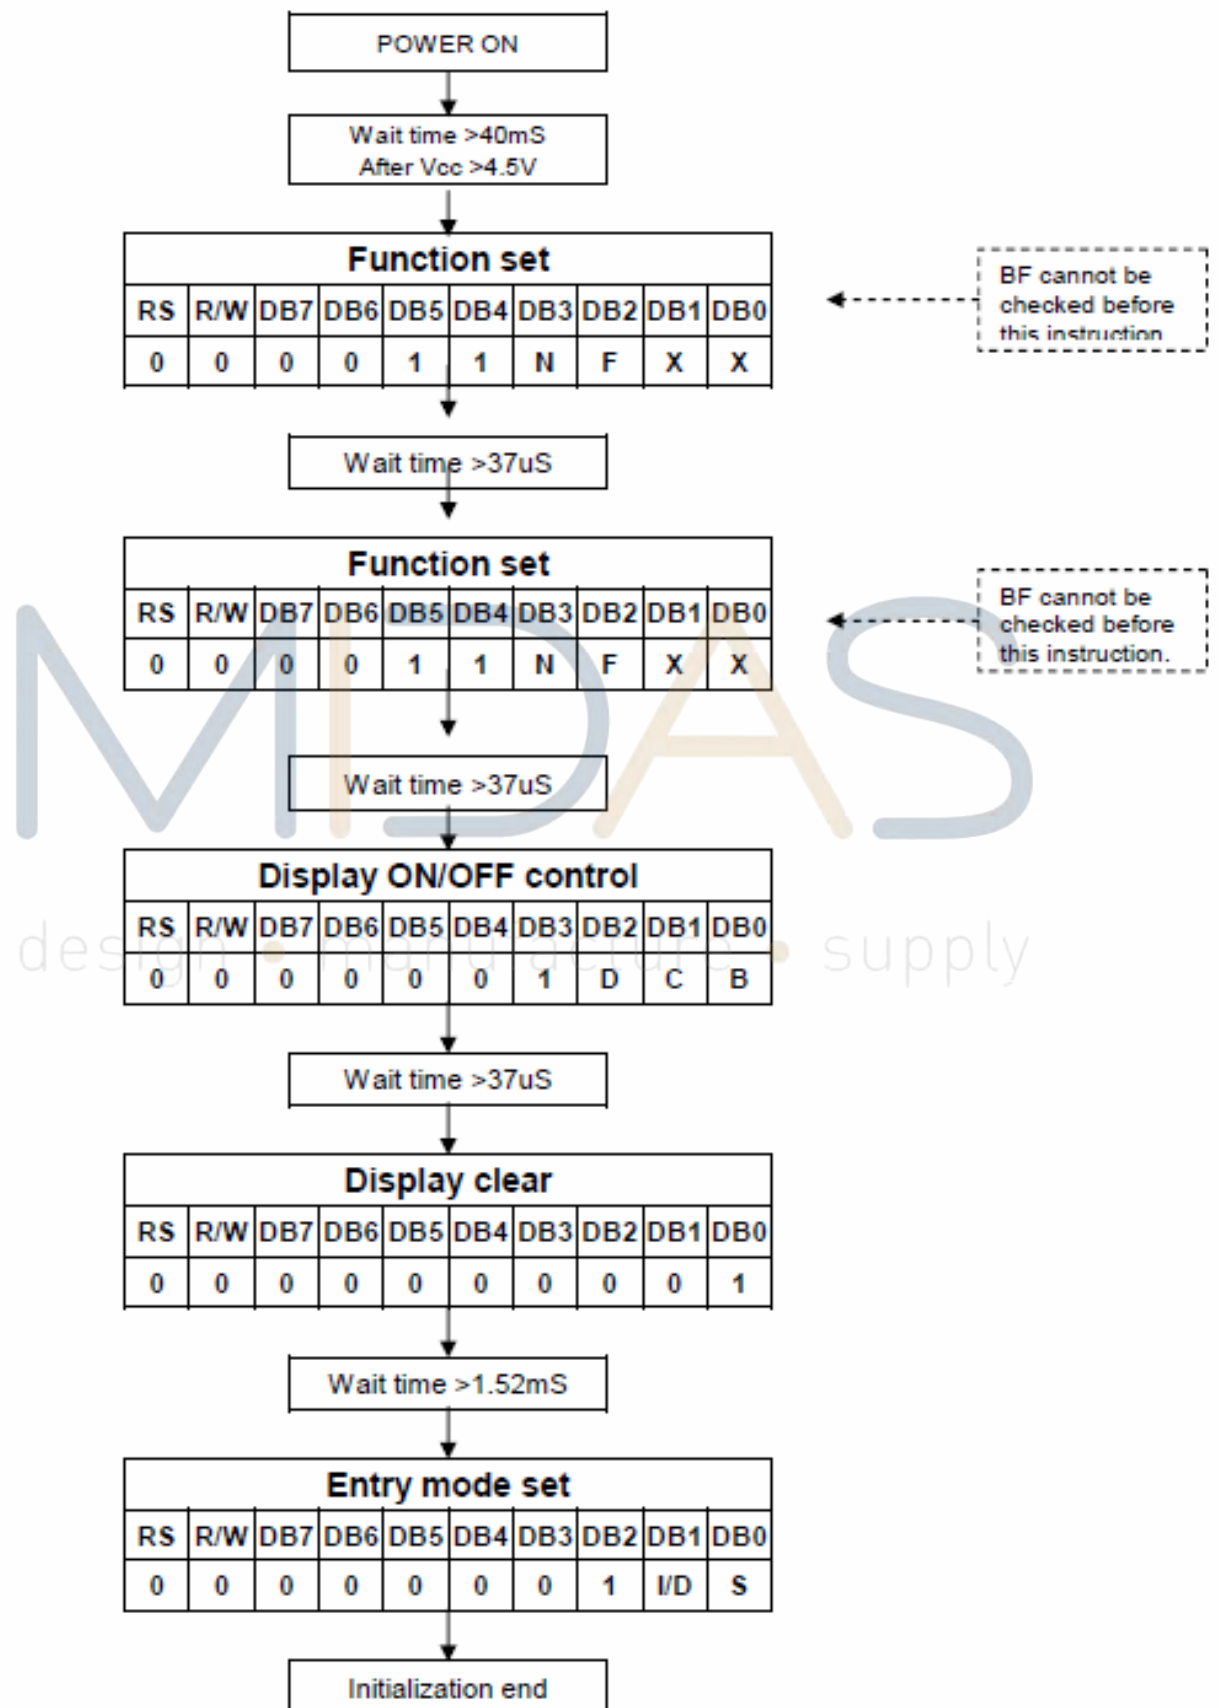 POWER ON
Wait time >40mS
After Vcc >4.5V
Function set
RS R/W DB7 DB6 DB5 DB4 DB3 DB2 DB1 DB0
0 0 0 0 1 1 N F X X
BF cannot be
checked before
this instruction
Wait time >37uS
Function set
RS R/W DB7 DB6 DB5 DB4 DB3 DB2 DB1 DB0
0 0 0 0 1 1 N F X X
BF cannot be
checked before
this instruction.
MIDAS
Wait time >37uS
Display ON/OFF control
RS R/W DB7 DB6 DB5 DB4 DB3 DB2 DB1 DB0
design • manufacture • supply
0 0 0 0 0 0 1 D C B
Wait time >37uS
Display clear
RS R/W DB7 DB6 DB5 DB4 DB3 DB2 DB1 DB0
0 0 0 0 0 0 0 0 0 1
Wait time >1.52mS
Entry mode set
RS R/W DB7 DB6 DB5 DB4 DB3 DB2 DB1 DB0
0 0 0 0 0 0 0 1 I/D S
Initialization end